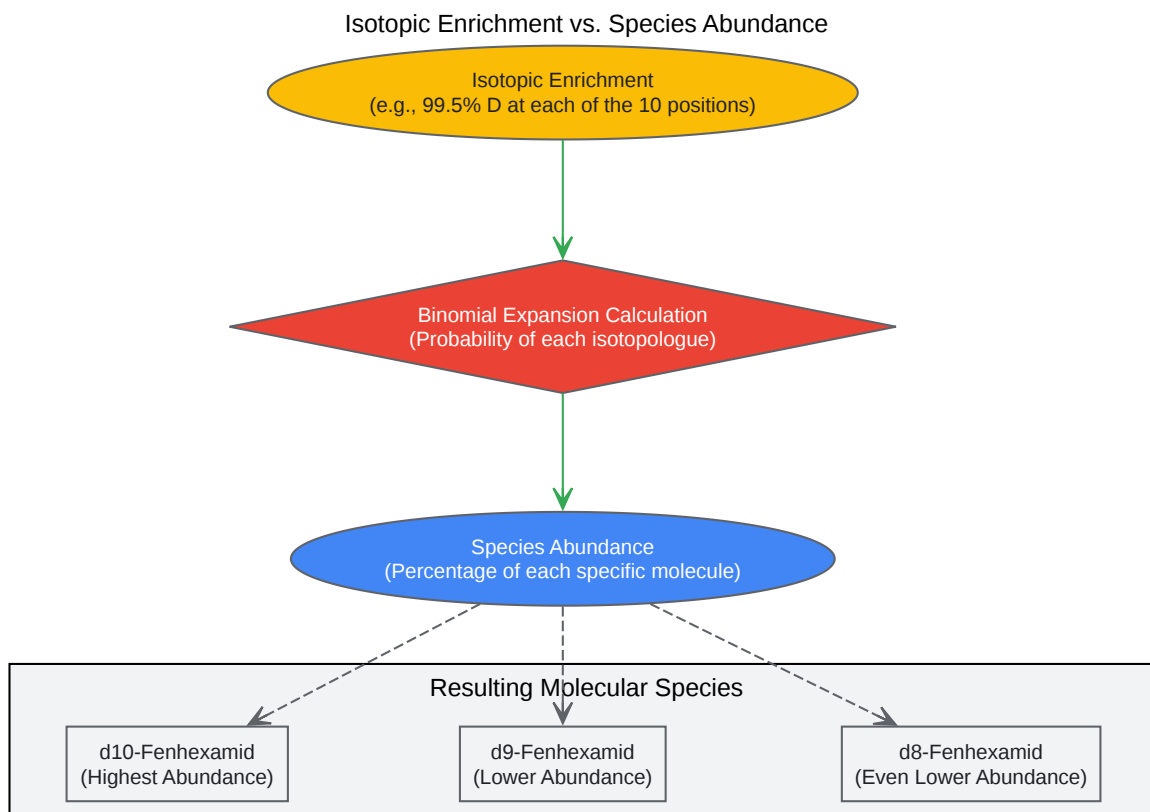 Isotopic Enrichment vs. Species Abundance
Isotopic Enrichment
(e.g., 99.5% D at each of the 10 positions)
Binomial Expansion Calculation
(Probability of each isotopologue)
Species Abundance
(Percentage of each specific molecule)
Resulting Molecular Species
d10-Fenhexamid
(Highest Abundance)
d9-Fenhexamid
(Lower Abundance)
d8-Fenhexamid
(Even Lower Abundance)